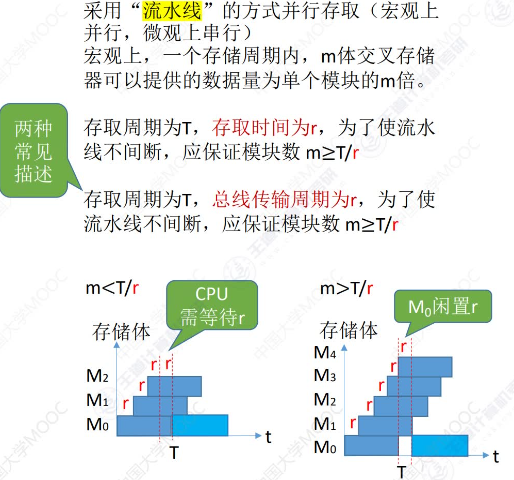 采用“流水线”的方式并行存取（宏观上
并行，微观上串行）
宏观上，一个存储周期内，m体交叉存储
器可以提供的数据量为单个模块的m倍。
两种
常见
描述
存取周期为T，存取时间为r，为了使流水
线不间断，应保证模块数 m≥T/r
存取周期为T，总线传输周期为r，为了使
流水线不间断，应保证模块数 m≥T/r
m<T/r
CPU
需等待r
存储体
r
r
M₂
r
M₁
r
M₀
t
T
m>T/r
M₀闲置r
存储体
r
M₄
r
M₃
r
M₂
r
M₁
r
M₀
t
T